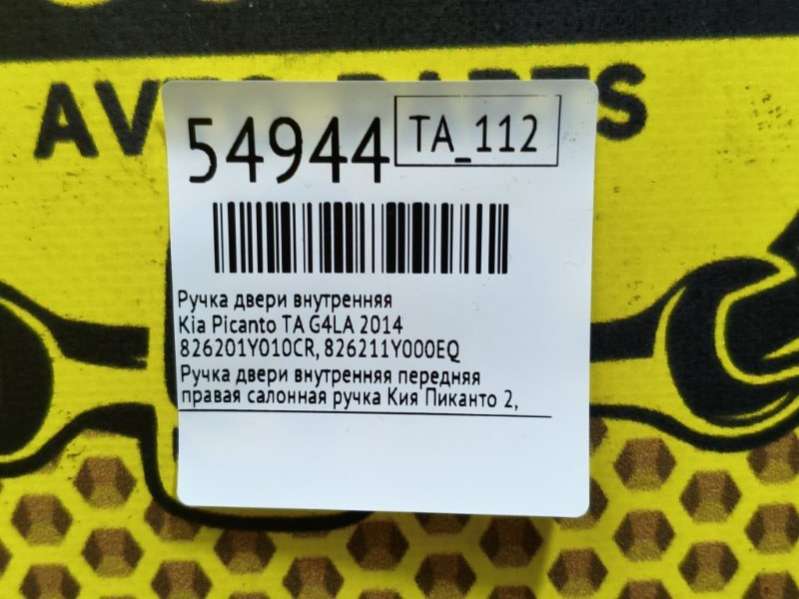 AV PARTS
54944
TA_112
Ручка двери внутренняя
Kia Picanto TA G4LA 2014
826201Y010CR, 826211Y000EQ
Ручка двери внутренняя передняя
правая салонная ручка Кия Пиканто 2,